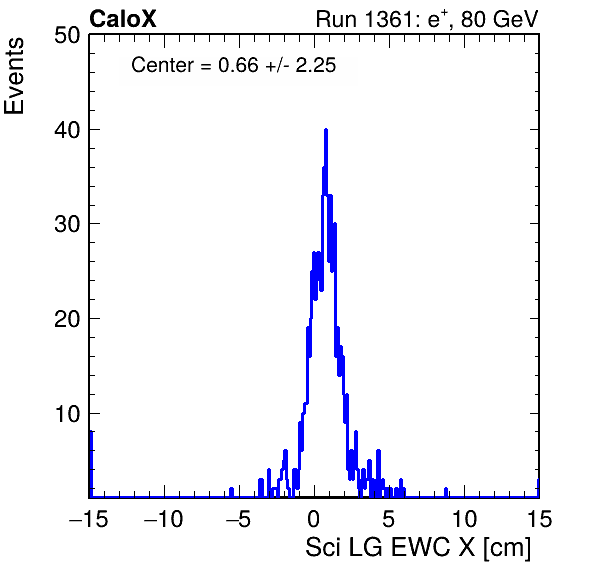 CaloX Run 1361: e⁺, 80 GeV
Events
Center = 0.66 +/- 2.25
50
40
30
20
10
−15 −10 −5 0 5 10 15
Sci LG EWC X [cm]